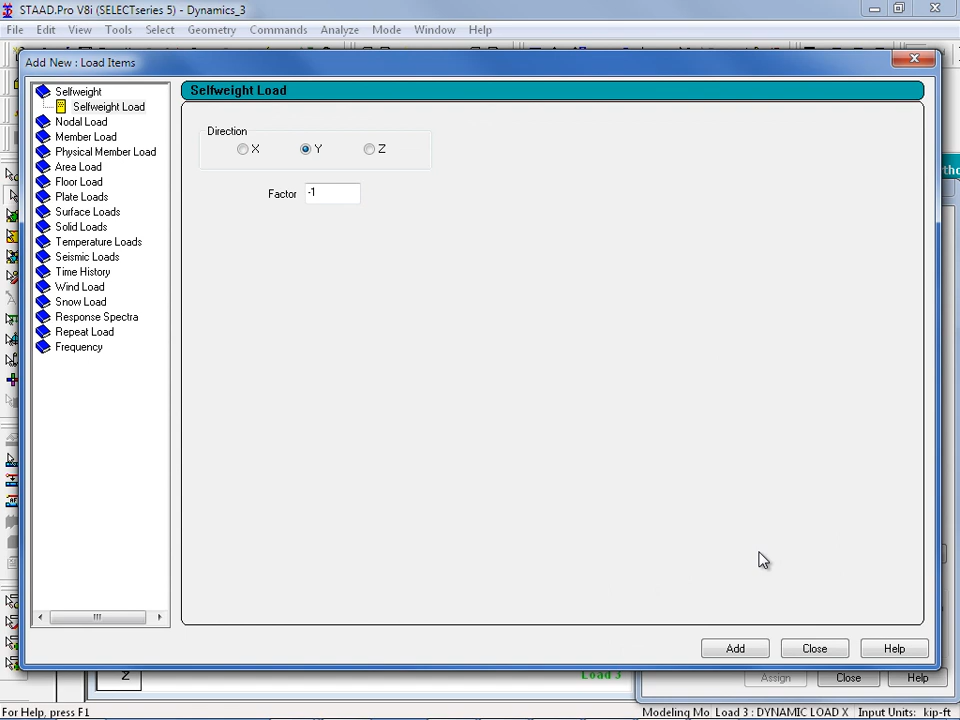 STAAD.Pro V8i (SELECTseries 5) - Dynamics_3
File Edit View Tools Select Geometry Commands Analyze Mode Window Help
Add New : Load Items
Selfweight
Selfweight Load
Nodal Load
Member Load
Physical Member Load
Area Load
Floor Load
Plate Loads
Surface Loads
Solid Loads
Temperature Loads
Seismic Loads
Time History
Wind Load
Snow Load
Response Spectra
Repeat Load
Frequency
Selfweight Load
Direction
X Y Z
Factor -1
Add Close Help
Z
Load 3
Assign Close Help
For Help, press F1
Modeling Mo Load 3 : DYNAMIC LOAD X Input Units: kip-ft